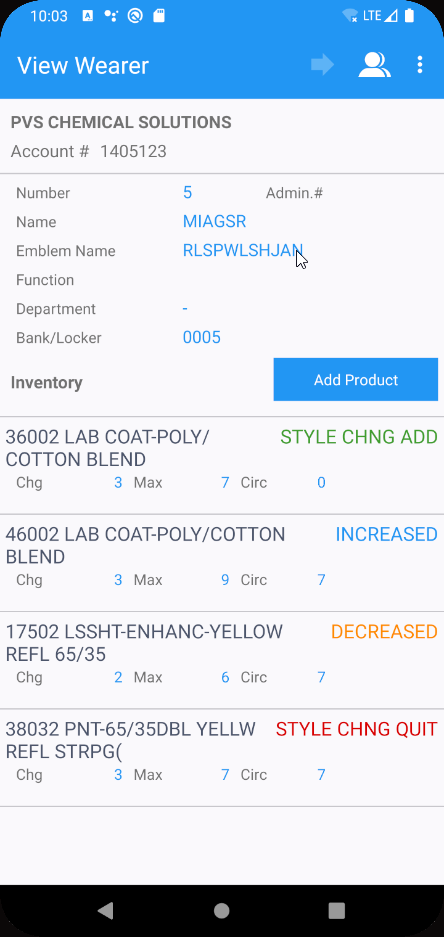 10:03 LTE
View Wearer
PVS CHEMICAL SOLUTIONS
Account # 1405123
Number 5 Admin.#
Name MIAGSR
Emblem Name RLSPWLSHJAN
Function
Department -
Bank/Locker 0005
Inventory Add Product
36002 LAB COAT-POLY/ STYLE CHNG ADD
COTTON BLEND
Chg 3 Max 7 Circ 0
46002 LAB COAT-POLY/COTTON INCREASED
BLEND
Chg 3 Max 9 Circ 7
17502 LSSHT-ENHANC-YELLOW DECREASED
REFL 65/35
Chg 2 Max 6 Circ 7
38032 PNT-65/35DBL YELLW STYLE CHNG QUIT
REFL STRPG(
Chg 3 Max 7 Circ 7